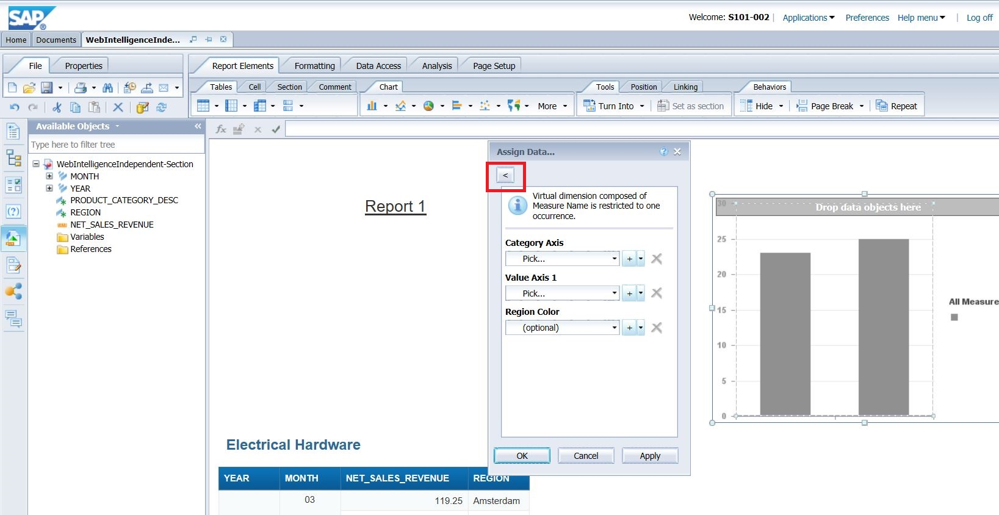 SAP
Welcome: S101-002 | Applications Preferences Help menu | Log off
Home Documents WebIntelligenceInde...
File Properties Report Elements Formatting Data Access Analysis Page Setup
Tables Cell Section Comment Chart Tools Position Linking Behaviors
More Turn Into Set as section Hide Page Break Repeat
Available Objects «
fx
Type here to filter tree
WebIntelligenceIndependent-Section
MONTH
YEAR
PRODUCT_CATEGORY_DESC
REGION
NET_SALES_REVENUE
Variables
References
Report 1
Assign Data...
<
Virtual dimension composed of
Measure Name is restricted to one
occurrence.
Category Axis
Pick... +
Value Axis 1
Pick... +
Region Color
(optional) +
OK Cancel Apply
Drop data objects here
30
25
20
15
10
5
0
All Measure
Electrical Hardware
YEAR MONTH NET_SALES_REVENUE REGION
03 119.25 Amsterdam